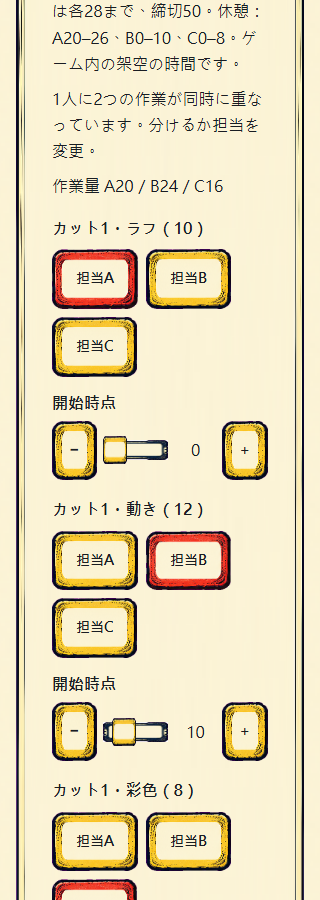 は各28まで、締切50。休憩：
A20–26、B0–10、C0–8。ゲ
ーム内の架空の時間です。
1人に2つの作業が同時に重な
っています。分けるか担当を
変更。
作業量 A20 / B24 / C16
カット1・ラフ ( 10 )
担当A
担当B
担当C
開始時点
−
0
+
カット1・動き ( 12 )
担当A
担当B
担当C
開始時点
−
10
+
カット1・彩色 ( 8 )
担当A
担当B